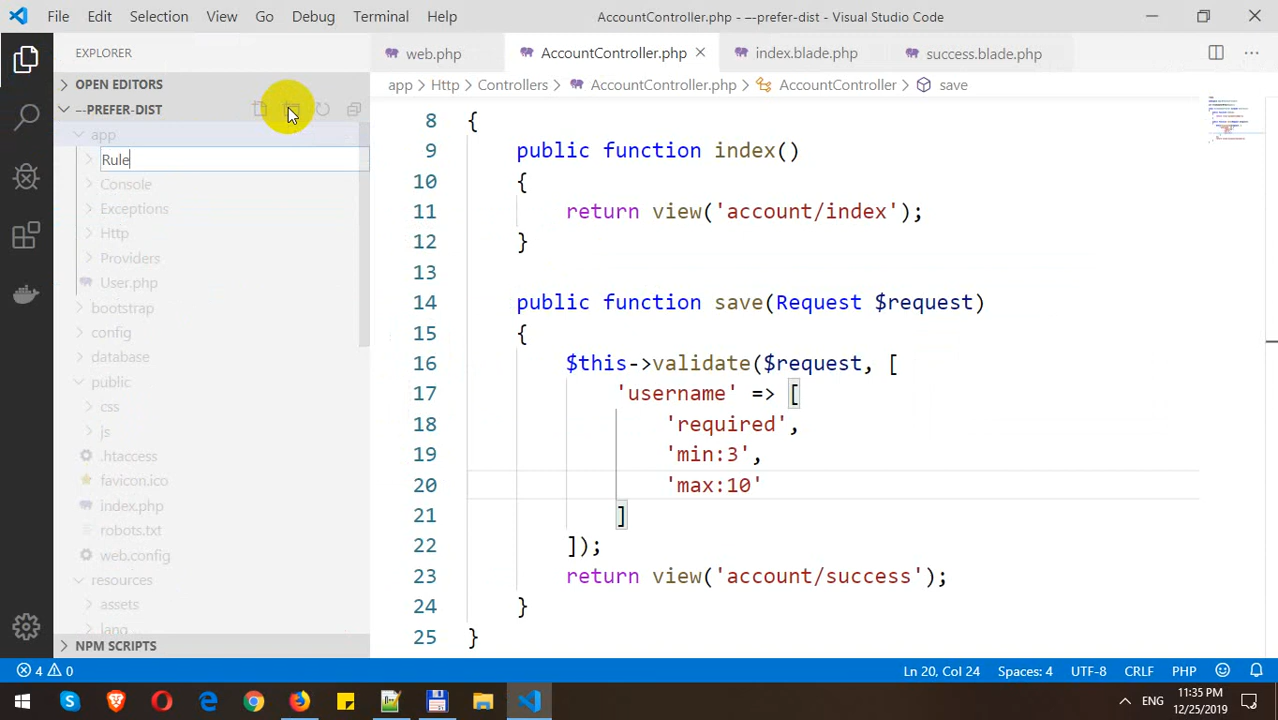 File Edit Selection View Go Debug Terminal Help AccountController.php - --prefer-dist - Visual Studio Code
EXPLORER
OPEN EDITORS
--PREFER-DIST
app
Rule
Console
Exceptions
Http
Providers
User.php
bootstrap
config
database
public
css
js
.htaccess
favicon.ico
index.php
robots.txt
web.config
resources
assets
lang
NPM SCRIPTS
web.php AccountController.php index.blade.php success.blade.php
app > Http > Controllers > AccountController.php > AccountController > save
8 {
9 public function index()
10 {
11 return view('account/index');
12 }
13
14 public function save(Request $request)
15 {
16 $this->validate($request, [
17 'username' => [
18 'required',
19 'min:3',
20 'max:10'
21 ]
22 ]);
23 return view('account/success');
24 }
25 }
4 0 Ln 20, Col 24 Spaces: 4 UTF-8 CRLF PHP
ENG
11:35 PM
12/25/2019